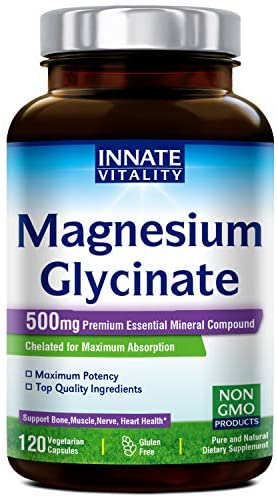 INNATE
VITALITY
Magnesium
Glycinate
500mg Premium Essential Mineral Compound
Chelated for Maximum Absorption
Maximum Potency
Top Quality Ingredients
Support Bone,Muscle,Nerve, Heart Health*
120 Vegetarian Capsules
Gluten Free
NON
GMO
PRODUCTS
Pure and Natural
Dietary Supplement